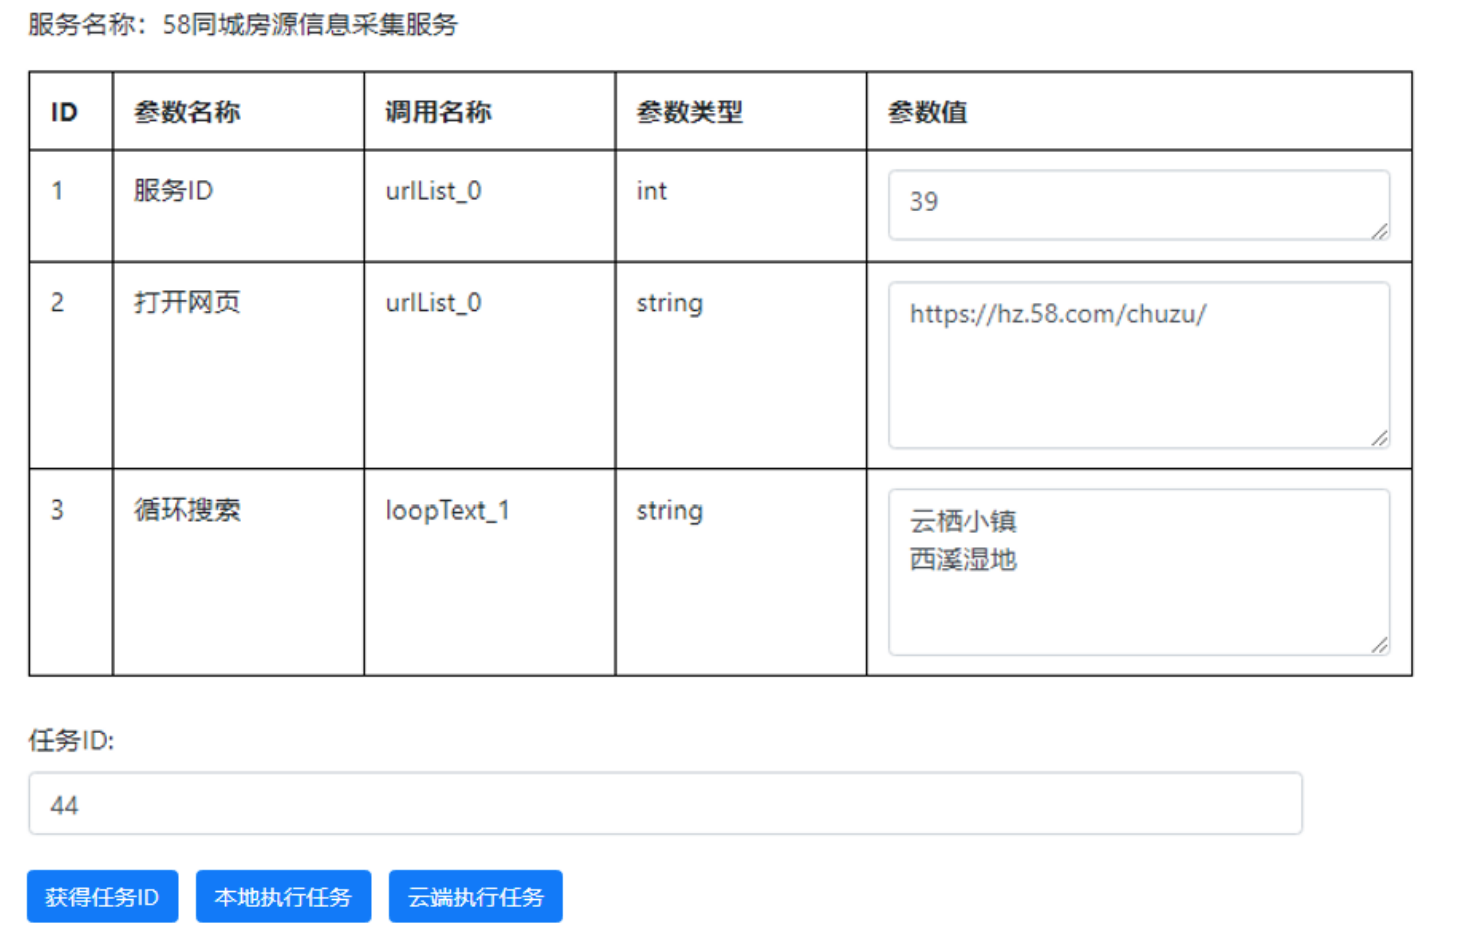 服务名称：58同城房源信息采集服务
ID 参数名称 调用名称 参数类型 参数值
1 服务ID urlList_0 int 39
2 打开网页 urlList_0 string https://hz.58.com/chuzu/
3 循环搜索 loopText_1 string 云栖小镇
西溪湿地
任务ID:
44
获得任务ID 本地执行任务 云端执行任务